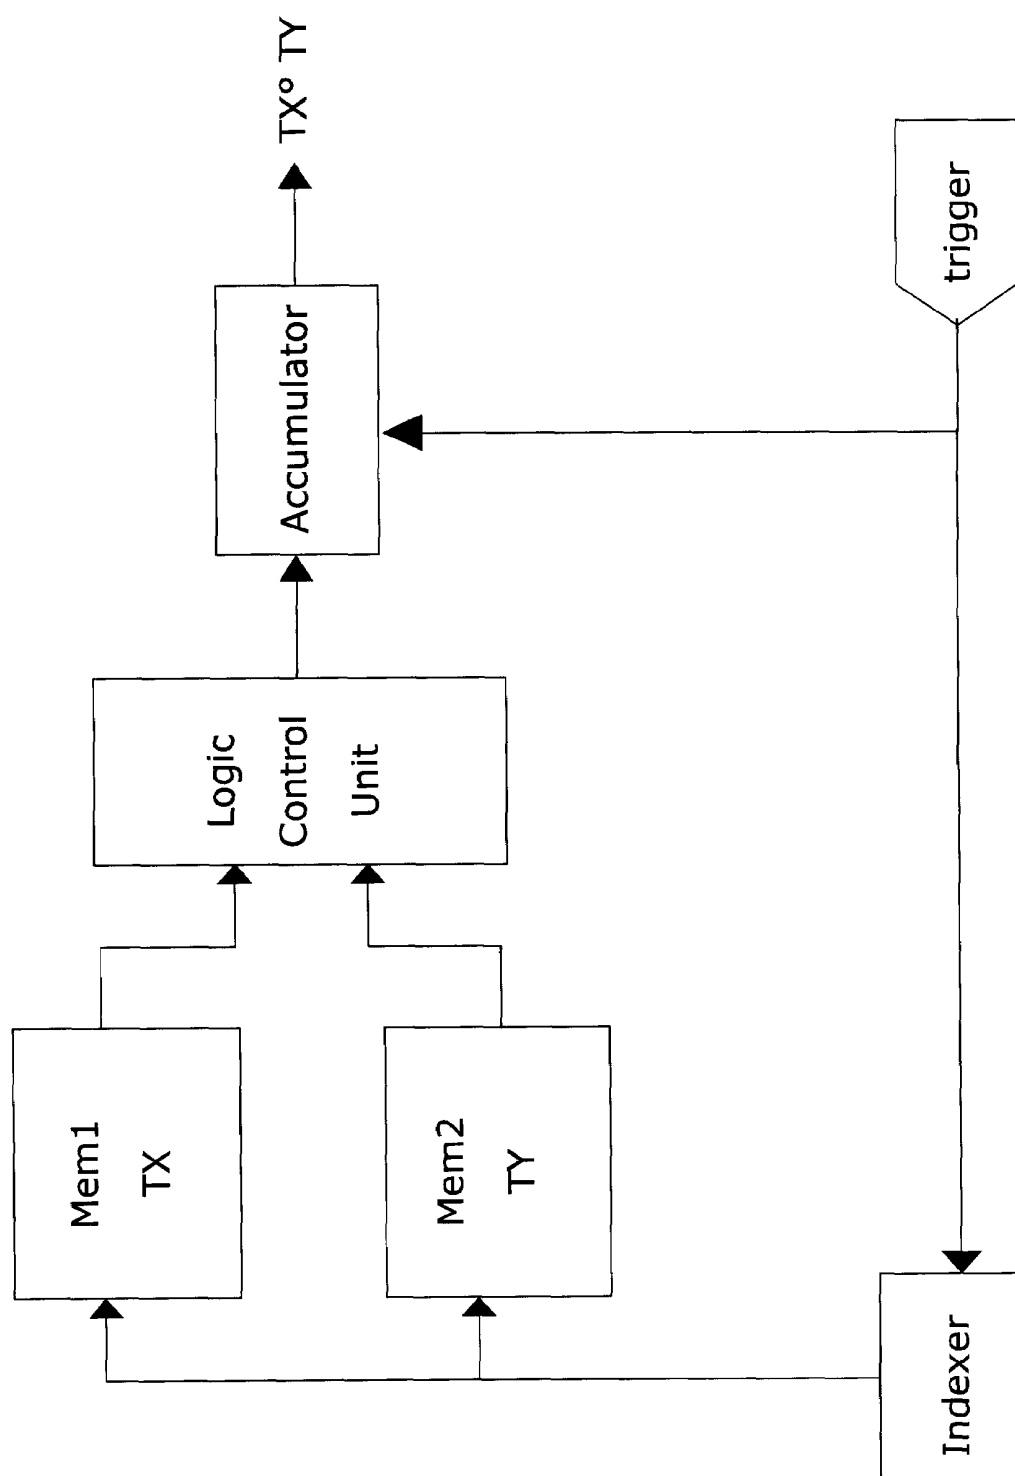 Mem1
TX
Mem2
TY
Logic
Control
Unit
Accumulator
TX° TY
Indexer
trigger